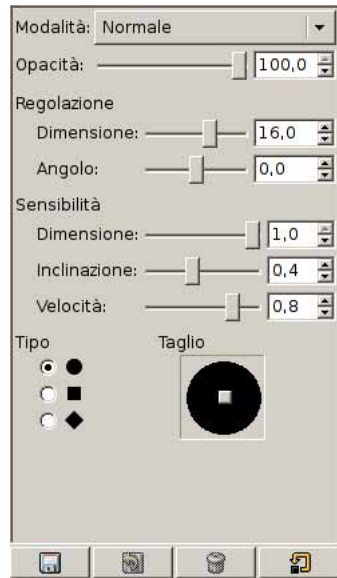 Modalità: Normale
Opacità: 100,0
Regolazione
Dimensione: 16,0
Angolo: 0,0
Sensibilità
Dimensione: 1,0
Inclinazione: 0,4
Velocità: 0,8
Tipo Taglio